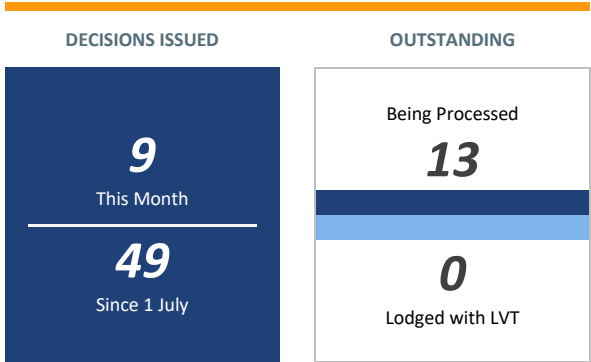 DECISIONS ISSUED
9
This Month
49
Since 1 July
OUTSTANDING
Being Processed
13
0
Lodged with LVT